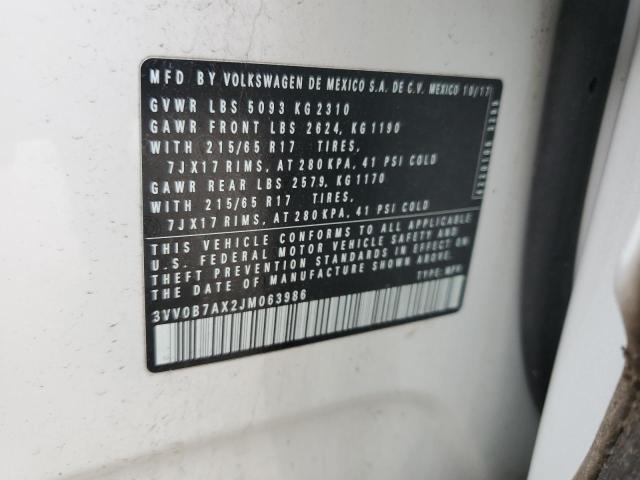 MFD BY VOLKSWAGEN DE MEXICO S.A. DE C.V. MEXICO 10/17
GVWR LBS 5093 KG 2310
GAWR FRONT LBS 2624, KG 1190
WITH 215/65 R17 TIRES,
7JX17 RIMS, AT 280 KPA, 41 PSI COLD
GAWR REAR LBS 2579, KG 1170
WITH 215/65 R17 TIRES,
7JX17 RIMS, AT 280 KPA, 41 PSI COLD
THIS VEHICLE CONFORMS TO ALL APPLICABLE
U.S. FEDERAL MOTOR VEHICLE SAFETY AND
THEFT PREVENTION STANDARDS IN EFFECT ON
THE DATE OF MANUFACTURE SHOWN ABOVE.
3VV0B7AX2JM063986 TYPE: MPV